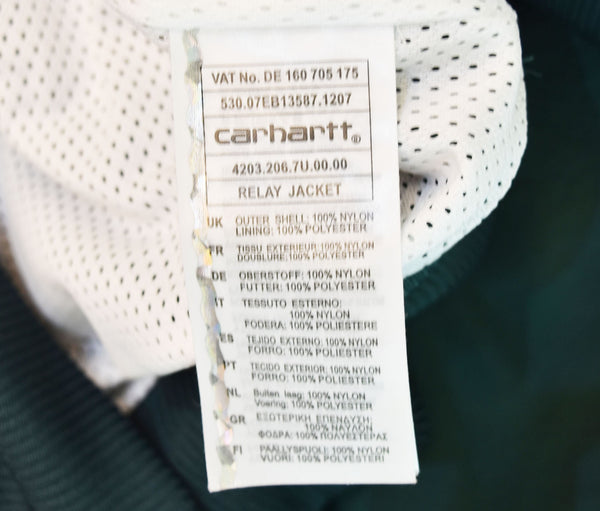 VAT No. DE 160 705 175
530.07EB13587.1207
carhartt®
4203.206.7U.00.00
RELAY JACKET
UK OUTER SHELL: 100% NYLON
LINING: 100% POLYESTER
FR TISSU EXTERIEUR: 100% NYLON
DOUBLURE: 100% POLYESTER
DE OBERSTOFF: 100% NYLON
FUTTER: 100% POLYESTER
IT TESSUTO ESTERNO:
100% NYLON
FODERA: 100% POLIESTERE
ES TEJIDO EXTERNO: 100% NYLON
FORRO: 100% POLIESTER
PT TECIDO EXTERIOR: 100% NYLON
FORRO: 100% POLIESTER
NL Buiten laag: 100% NYLON
Voering: 100% POLYESTER
GR ΕΞΩΤΕΡΙΚΗ ΕΠΕΝΔΥΣΗ:
100% ΝΑΥΛΟΝ
ΦΟΔΡΑ: 100% ΠΟΛΥΕΣΤΕΡΑΣ
FI PÄÄLLYSPUOLI: 100% NYLON
VUORI: 100% POLYESTERI